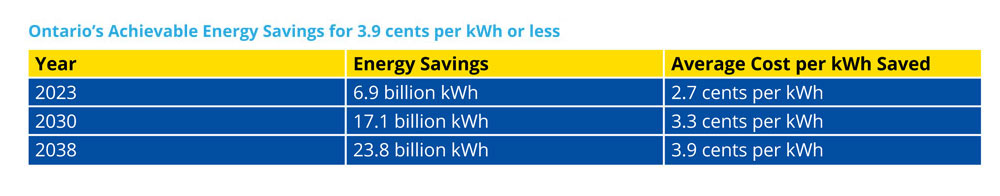 Ontario’s Achievable Energy Savings for 3.9 cents per kWh or less
Year Energy Savings Average Cost per kWh Saved
2023 6.9 billion kWh 2.7 cents per kWh
2030 17.1 billion kWh 3.3 cents per kWh
2038 23.8 billion kWh 3.9 cents per kWh